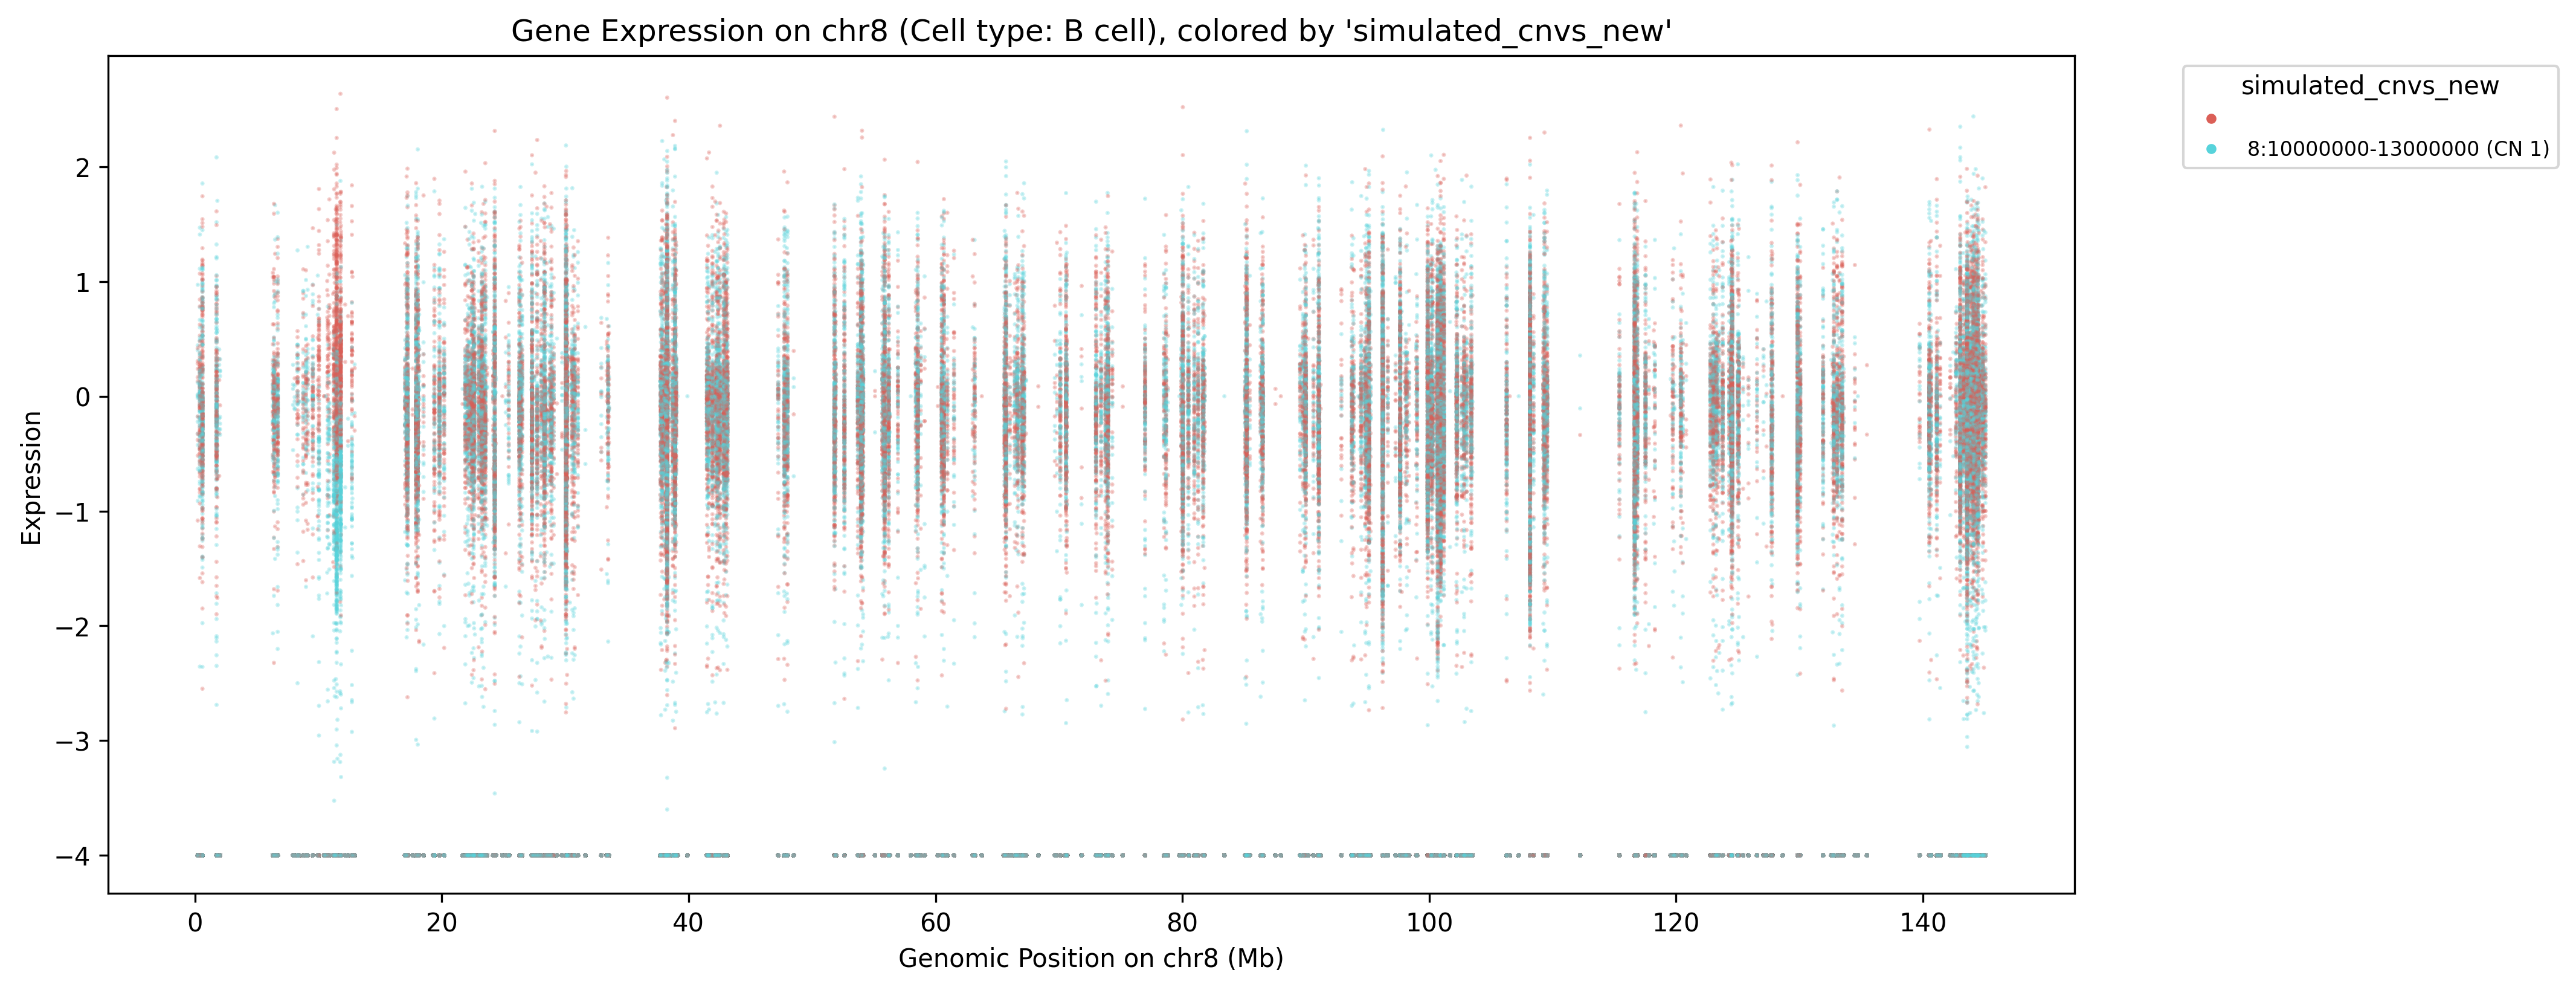 Gene Expression on chr8 (Cell type: B cell), colored by 'simulated_cnvs_new'
simulated_cnvs_new
8:10000000-13000000 (CN 1)
Expression
2
1
0
−1
−2
−3
−4
0 20 40 60 80 100 120 140
Genomic Position on chr8 (Mb)